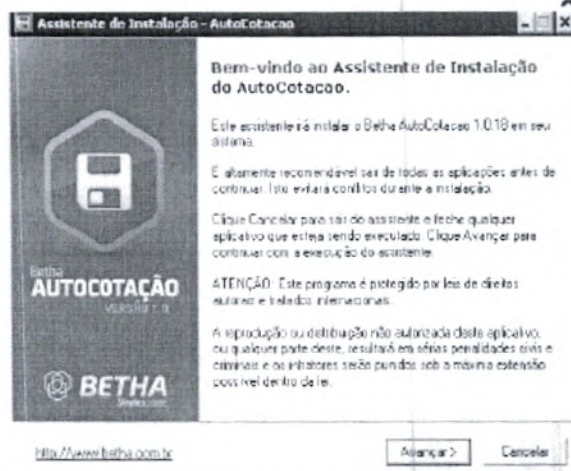 Assistente de Instalação - AutoCotacao
Bem-vindo ao Assistente de Instalação
do AutoCotacao.
Este assistente irá instalar o Betha AutoCotacao 1.0.18 em seu
sistema.
É altamente recomendável sair de todas as aplicações antes de
continuar. Isto evitará conflitos durante a instalação.
Clique Cancelar para sair do assistente e feche qualquer
aplicativo que esteja sendo executado. Clique Avançar para
continuar com a execução do assistente.
ATENÇÃO: Este programa é protegido por leis de direitos
autorais e tratados internacionais.
A reprodução ou distribuição não autorizada deste aplicativo,
ou qualquer parte deste, resultará em sérias penalidades civis e
criminais e os infratores serão punidos sob a máxima extensão
possível dentro da lei.
Betha
AUTOCOTAÇÃO
VERSÃO 1.0
BETHA
http://www.betha.com.br
Avançar >
Cancelar